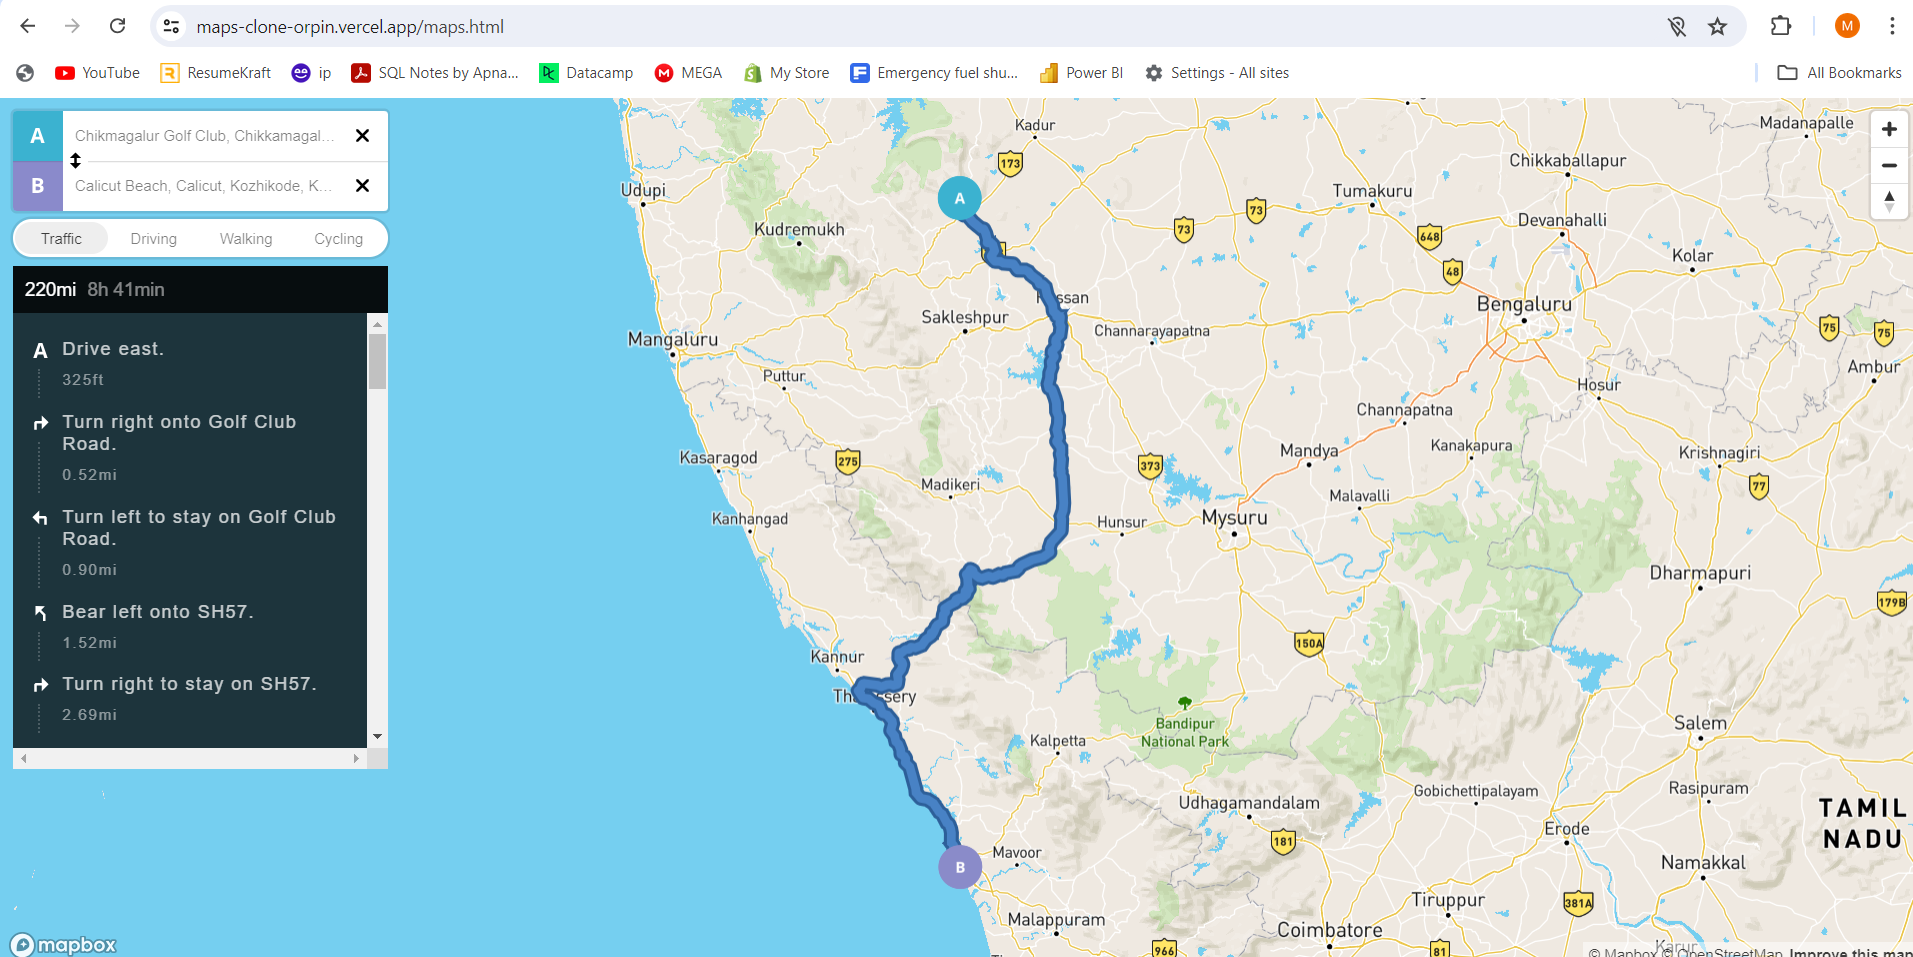 maps-clone-orpin.vercel.app/maps.html
M
YouTube
ResumeKraft
ip
SQL Notes by Apna...
Datacamp
MEGA
My Store
Emergency fuel shu...
Power BI
Settings - All sites
All Bookmarks
A
Chikmagalur Golf Club, Chikkamagal...
B
Calicut Beach, Calicut, Kozhikode, K...
Traffic
Driving
Walking
Cycling
220mi 8h 41min
A
Drive east.
325ft
Turn right onto Golf Club
Road.
0.52mi
Turn left to stay on Golf Club
Road.
0.90mi
Bear left onto SH57.
1.52mi
Turn right to stay on SH57.
2.69mi
mapbox
Kadur
Madanapalle
173
Chikkaballapur
Udupi
A
Tumakuru
73
Devanahalli
Kudremukh
73
648
Kolar
48
ssan
Bengaluru
Sakleshpur
Channarayapatna
75
75
Mangaluru
Ambur
Puttur
Hosur
Channapatna
Kanakapura
Mandya
Krishnagiri
Kasaragod
275
373
Madikeri
77
Malavalli
Kanhangad
Hunsur
Mysuru
Dharmapuri
179B
150A
Kannur
Th ssery
Bandipur
National Park
Salem
Kalpetta
Gobichettipalayam
Rasipuram
Udhagamandalam
TAMIL
NADU
Erode
181
Mavoor
Namakkal
B
Tiruppur
381A
Malappuram
Coimbatore
966
81
Karur
© Mapbox © OpenStreetMap Improve this map